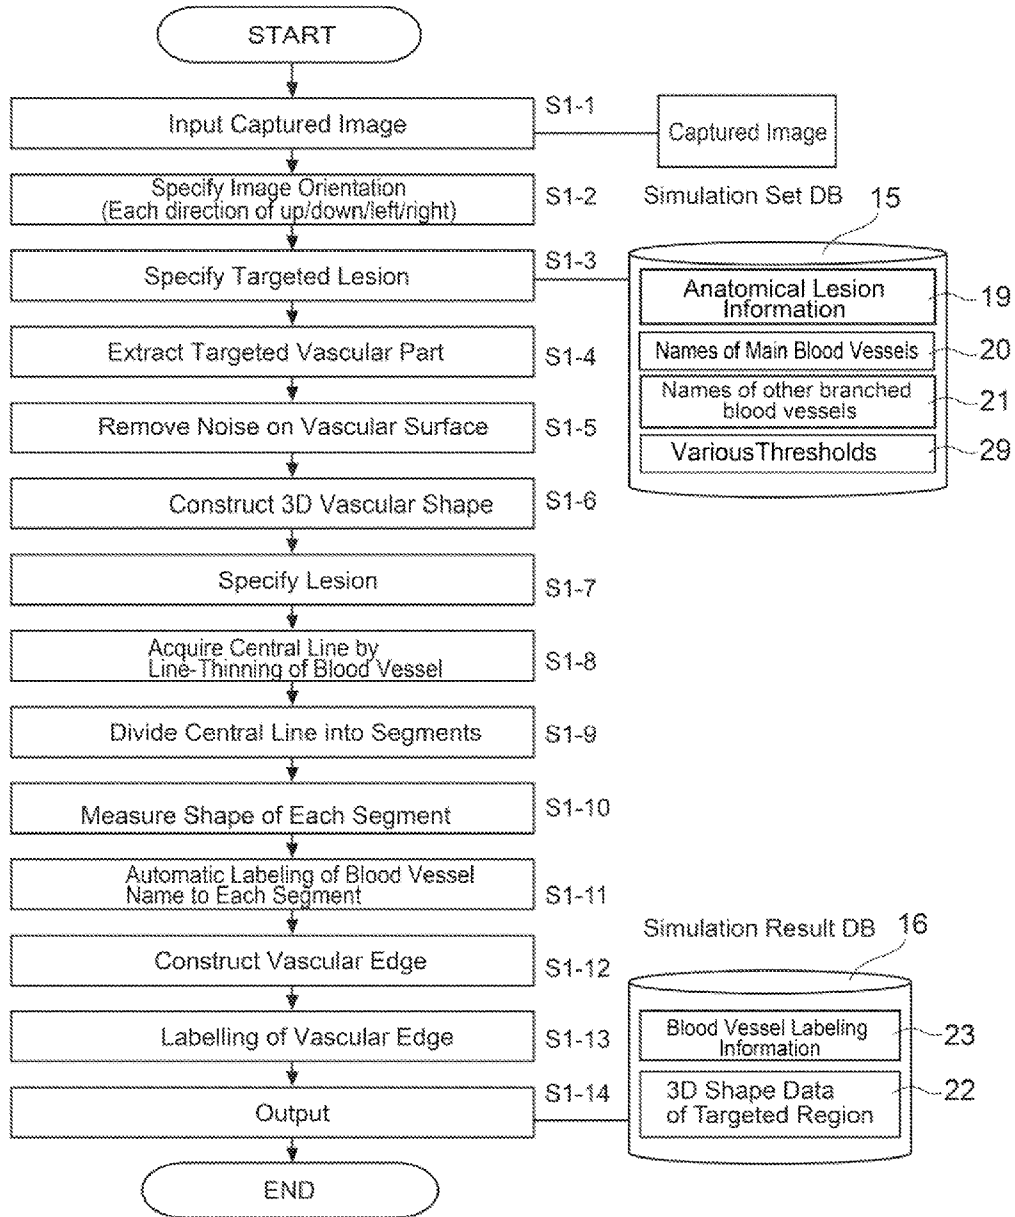 START
Input Captured Image
S1-1
Captured Image
Specify Image Orientation
(Each direction of up/down/left/right)
S1-2
Simulation Set DB
15
Specify Targeted Lesion
S1-3
Anatomical Lesion
Information
19
Names of Main Blood Vessels
20
Names of other branched
blood vessels
21
Various Thresholds
29
Extract Targeted Vascular Part
S1-4
Remove Noise on Vascular Surface
S1-5
Construct 3D Vascular Shape
S1-6
Specify Lesion
S1-7
Acquire Central Line by
Line-Thinning of Blood Vessel
S1-8
Divide Central Line into Segments
S1-9
Measure Shape of Each Segment
S1-10
Automatic Labeling of Blood Vessel
Name to Each Segment
S1-11
Construct Vascular Edge
S1-12
Simulation Result DB
16
Labelling of Vascular Edge
S1-13
Blood Vessel Labeling
Information
23
Output
S1-14
3D Shape Data
of Targeted Region
22
END